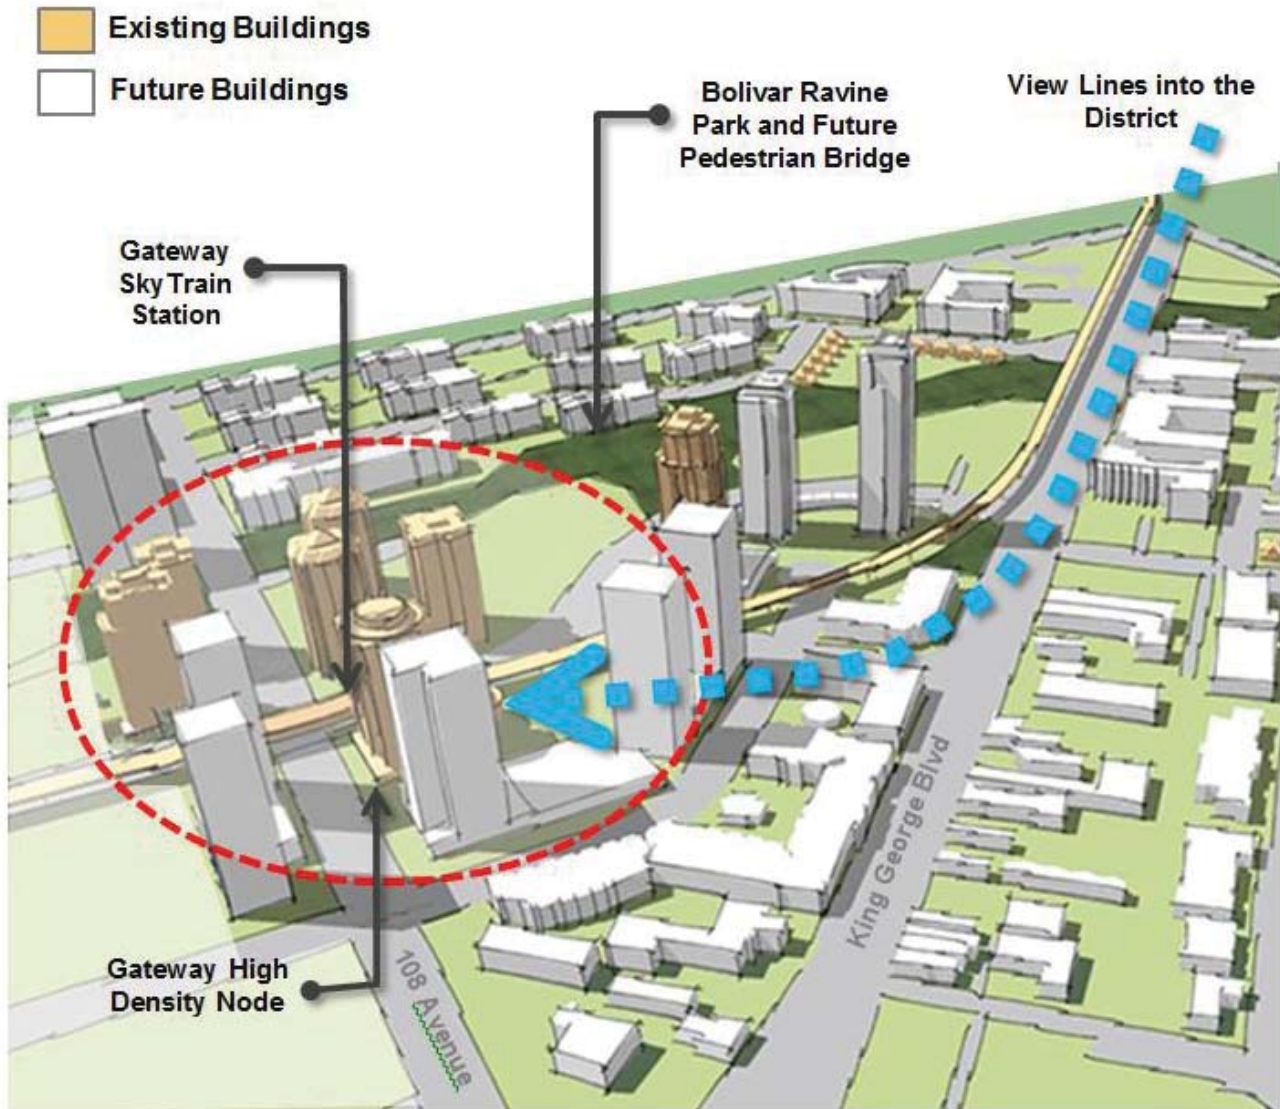 Existing Buildings
Future Buildings
Bolivar Ravine
Park and Future
Pedestrian Bridge
View Lines into the
District
Gateway
Sky Train
Station
King George Blvd
Gateway High
Density Node
108 Avenue